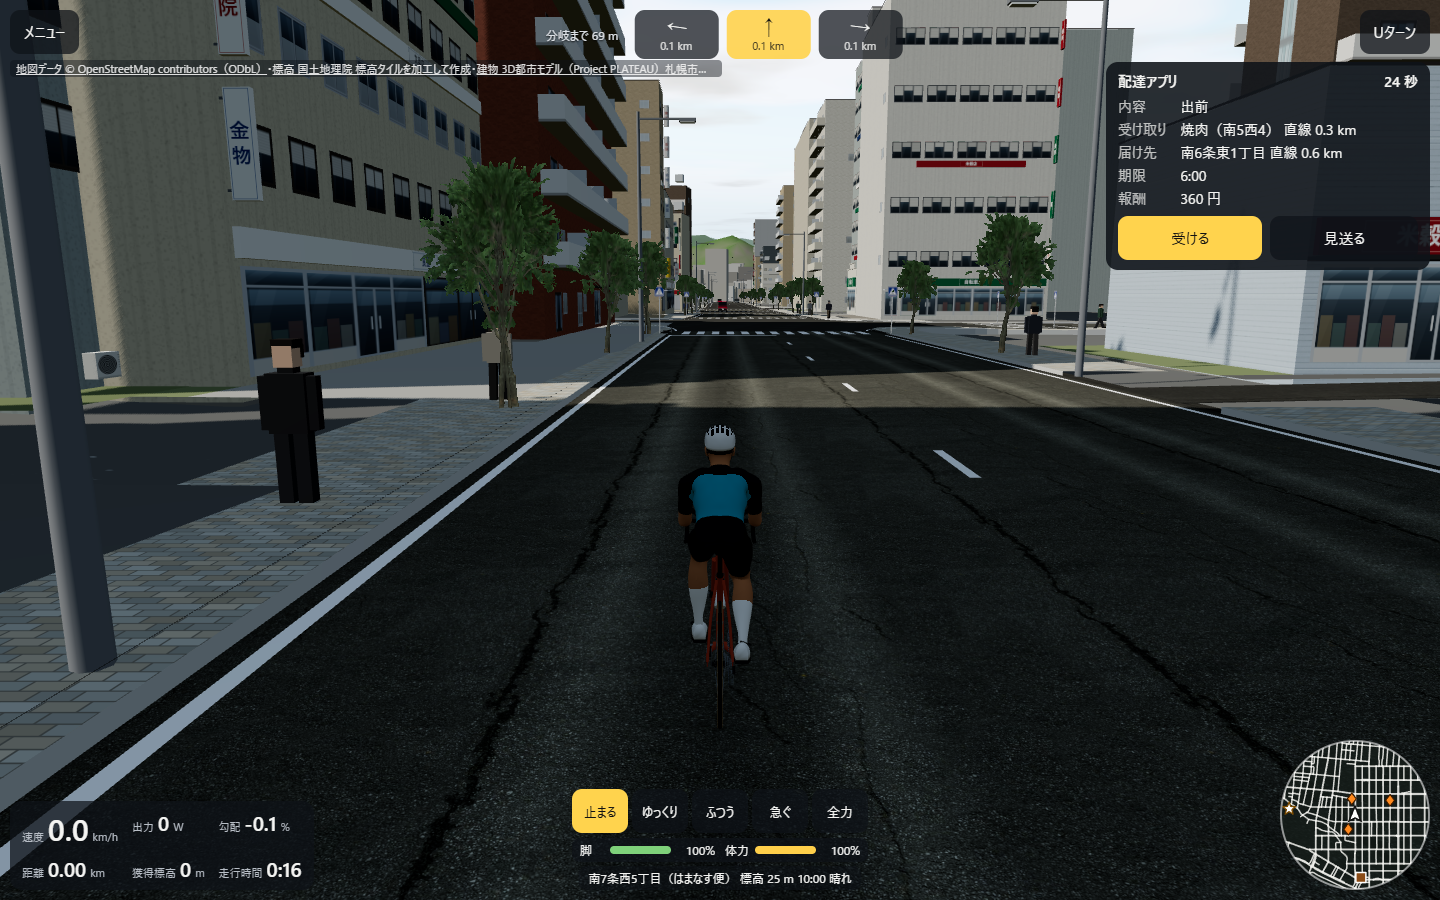 メニュー
分岐まで 69 m
←
0.1 km
↑
0.1 km
→
0.1 km
Uターン
地図データ © OpenStreetMap contributors（ODbL）・標高 国土地理院 標高タイルを加工して作成・建物 3D都市モデル（Project PLATEAU）札幌市...
院
金物
配達アプリ
24 秒
内容 出前
受け取り 焼肉（南5西4） 直線 0.3 km
届け先 南6条東1丁目 直線 0.6 km
期限 6:00
報酬 360 円
受ける
見送る
速度 0.0 km/h
出力 0 W
勾配 -0.1 %
距離 0.00 km
獲得標高 0 m
走行時間 0:16
止まる
ゆっくり
ふつう
急ぐ
全力
脚 100%
体力 100%
南7条西5丁目（はまなす便） 標高 25 m 10:00 晴れ